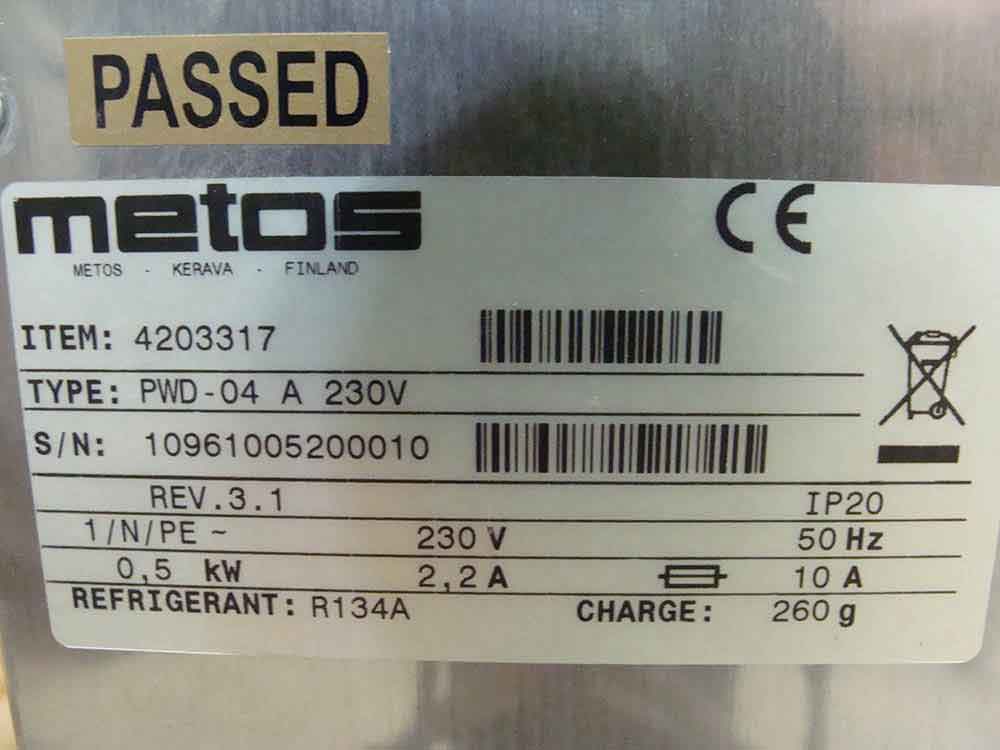 PASSED
metos
CE
METOS - KERAVA - FINLAND
ITEM: 4203317
TYPE: PWD-04 A 230V
S/N: 10961005200010
REV.3.1 IP20
1/N/PE ~ 230 V 50 Hz
0,5 kW 2,2 A 10 A
REFRIGERANT: R134A CHARGE: 260 g